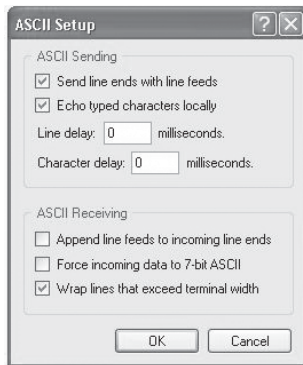 ASCII Setup
ASCII Sending
Send line ends with line feeds
Echo typed characters locally
Line delay: 0 milliseconds.
Character delay: 0 milliseconds.
ASCII Receiving
Append line feeds to incoming line ends
Force incoming data to 7-bit ASCII
Wrap lines that exceed terminal width
OK Cancel